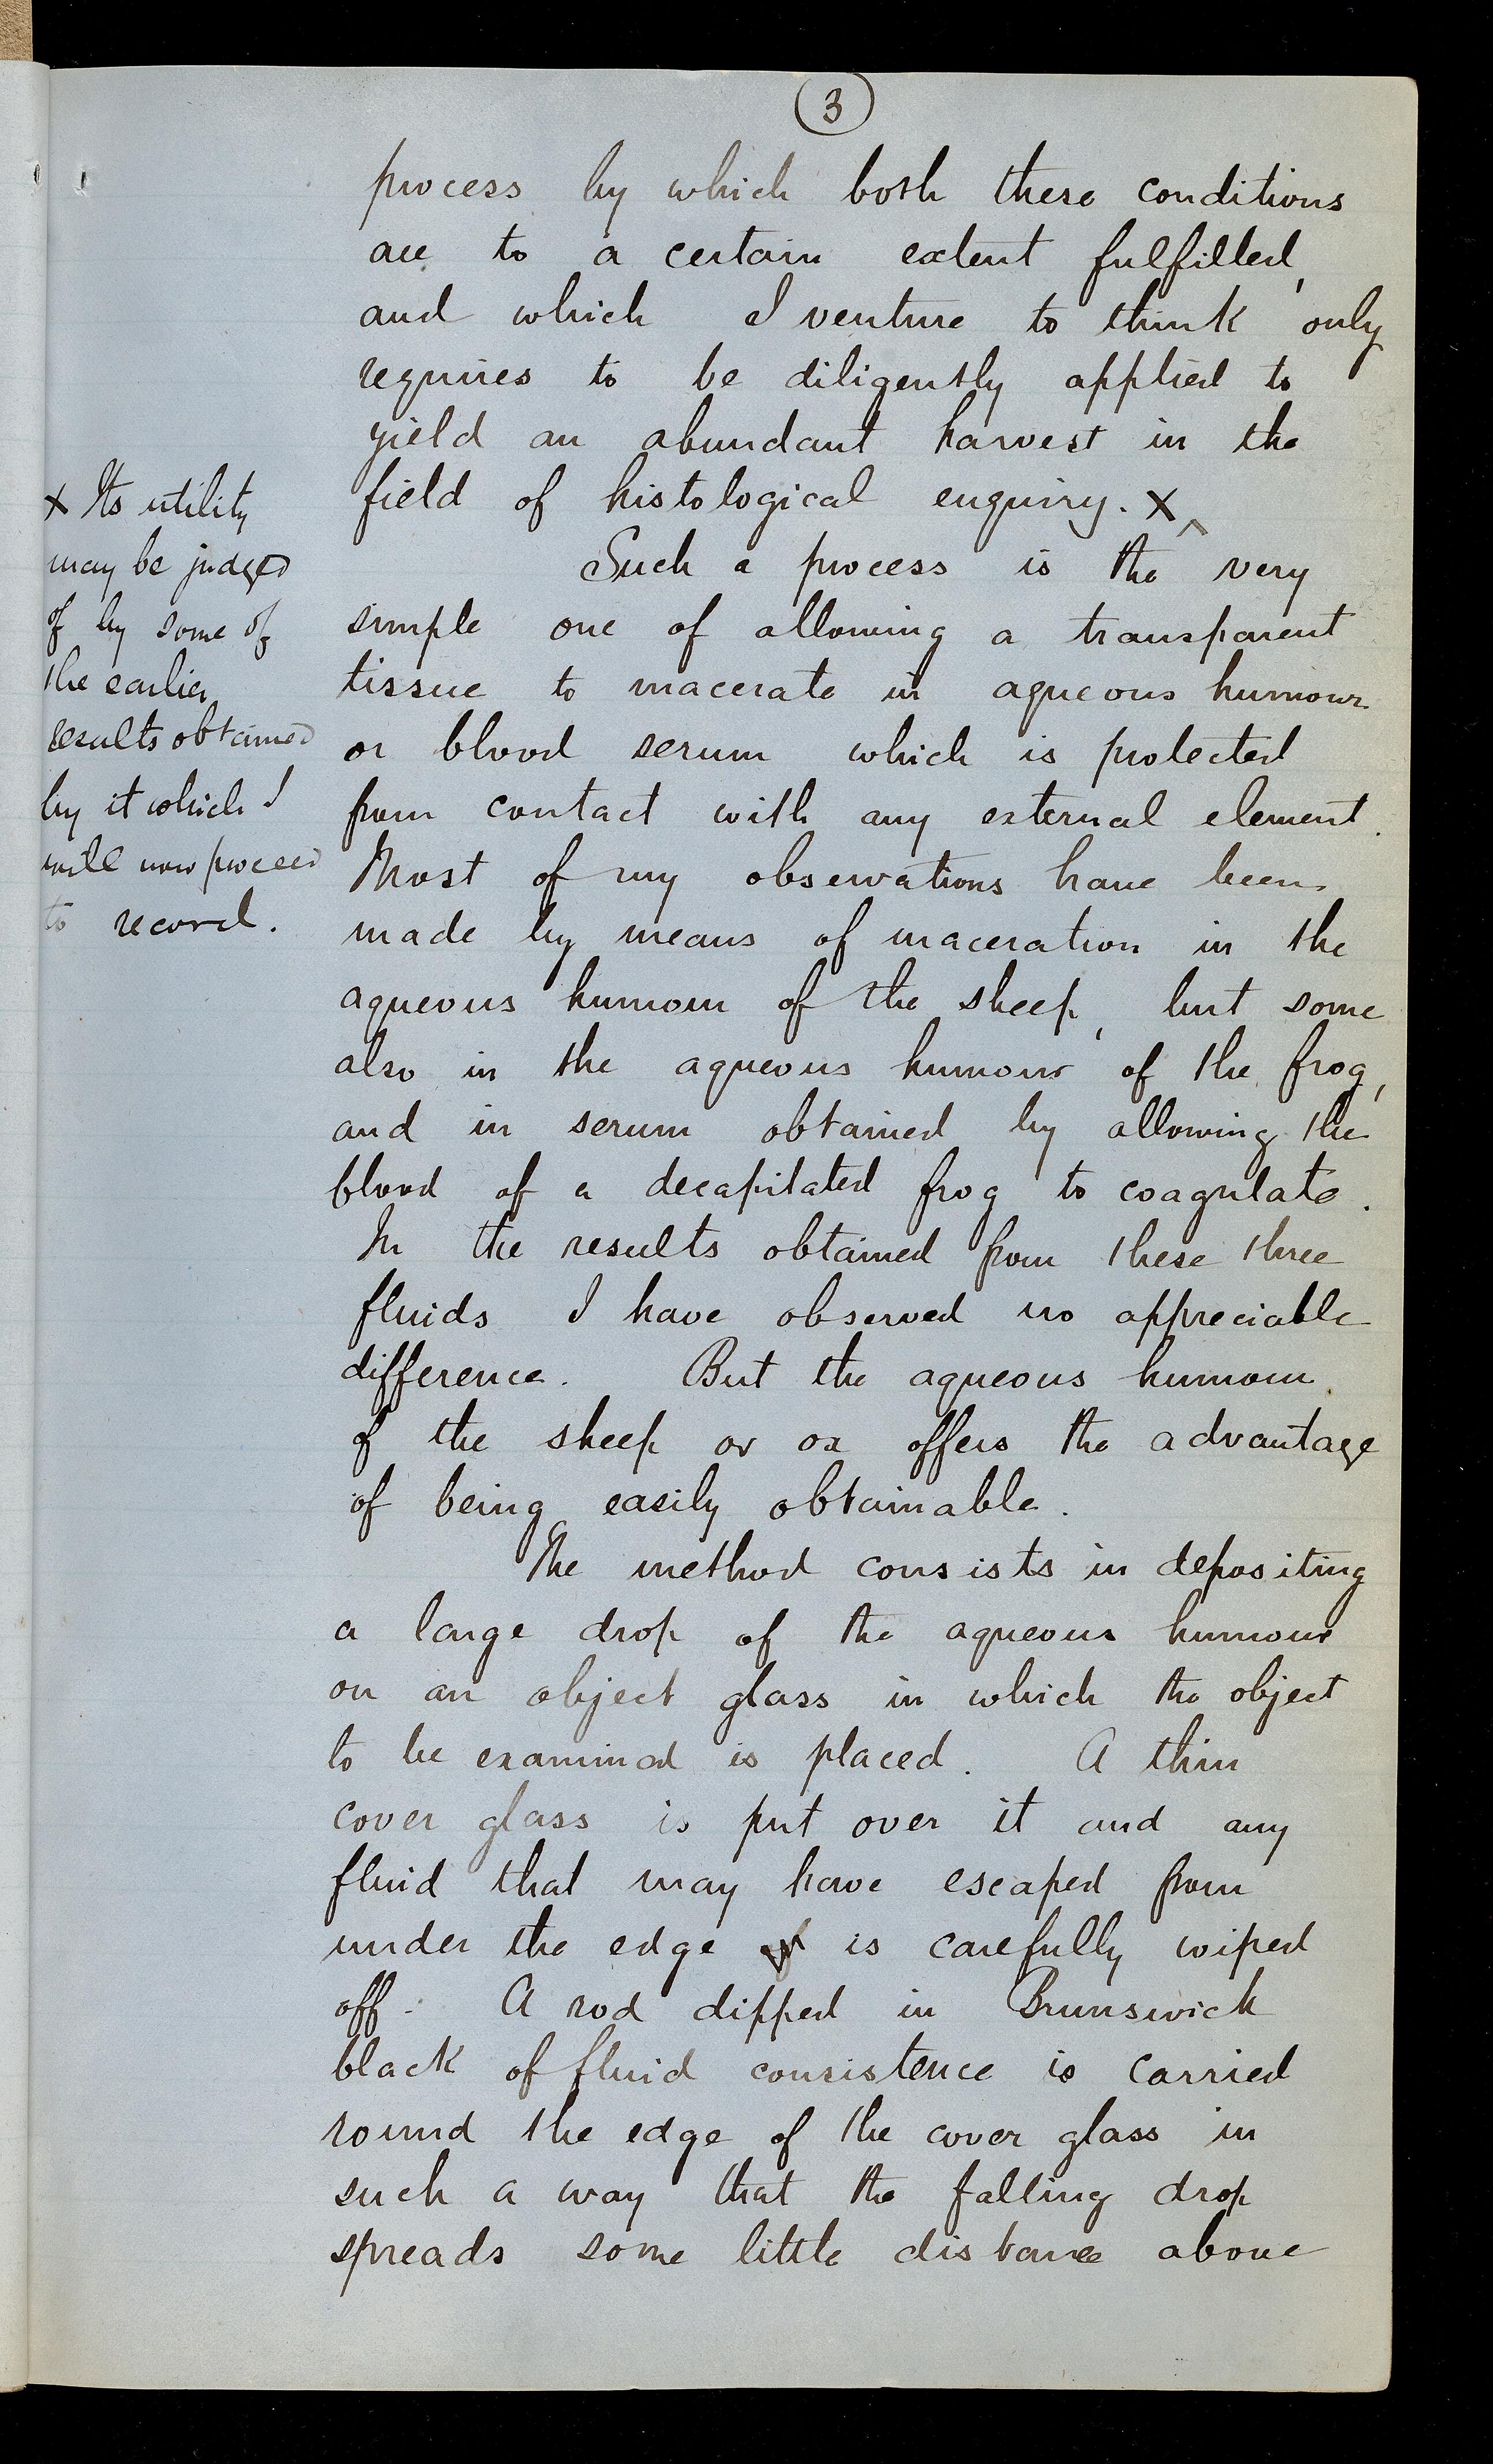 3
process by which both these conditions
are to a certain extent fulfilled,
and which I venture to think only
requires to be diligently applied to
yield an abundant harvest in the
field of histological enquiry. x
x Its utility
may be judged
of by some of
the earlier
results obtained
by it which I
will now proceed
to record.
Such a process is the very
simple one of allowing a transparent
tissue to macerate in aqueous humour
or blood serum which is protected
from contact with any external element.
Most of my observations have been
made by means of maceration in the
aqueous humour of the sheep, but some
also in the aqueous humour of the frog,
and in serum obtained by allowing the
blood of a decapitated frog to coagulate.
In the results obtained from these three
fluids I have observed no appreciable
difference. But the aqueous humour
of the sheep or ox offers the advantage
of being easily obtainable.
The method consists in depositing
a large drop of the aqueous humour
on an object glass in which the object
to be examined is placed. A thin
cover glass is put over it and any
fluid that may have escaped from
under the edge is carefully wiped
off. A rod dipped in Brunswick
black of fluid consistence is carried
round the edge of the cover glass in
such a way that the falling drop
spreads some little distance above